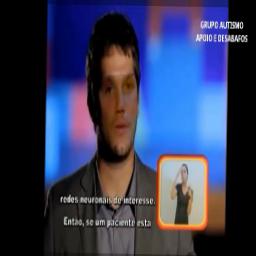 GRUPO AUTISMO
APOIO E DESABAFOS
redes neuronais de interesse.
Então, se um paciente está